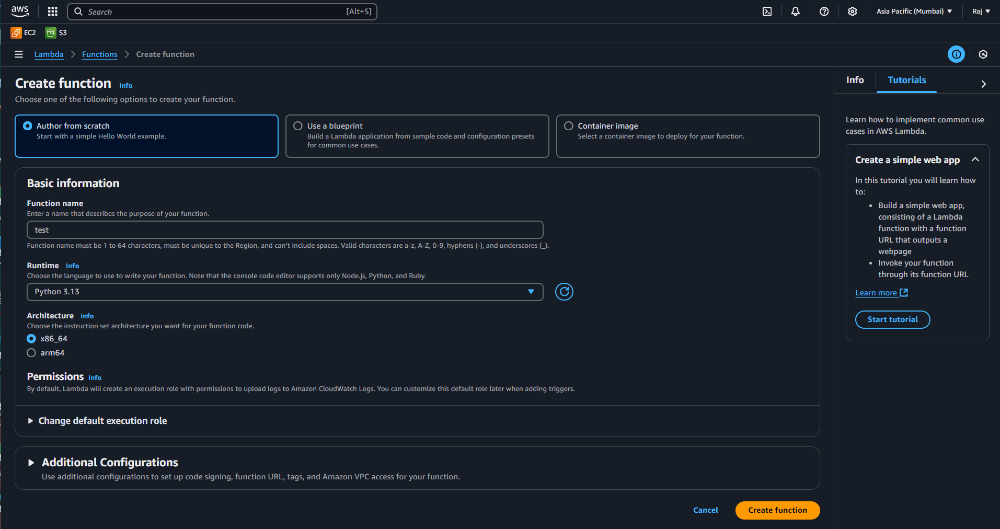 aws
Search [Alt+S]
Asia Pacific (Mumbai)
Raj
EC2
S3
Lambda
Functions
Create function
Create function Info
Choose one of the following options to create your function.
Author from scratch
Start with a simple Hello World example.
Use a blueprint
Build a Lambda application from sample code and configuration presets
for common use cases.
Container image
Select a container image to deploy for your function.
Basic information
Function name
Enter a name that describes the purpose of your function.
test
Function name must be 1 to 64 characters, must be unique to the Region, and can’t include spaces. Valid characters are a-z, A-Z, 0-9, hyphens (-), and underscores (_).
Runtime Info
Choose the language to use to write your function. Note that the console code editor supports only Node.js, Python, and Ruby.
Python 3.13
Architecture Info
Choose the instruction set architecture you want for your function code.
x86_64
arm64
Permissions Info
By default, Lambda will create an execution role with permissions to upload logs to Amazon CloudWatch Logs. You can customize this default role later when adding triggers.
Change default execution role
Additional Configurations
Use additional configurations to set up code signing, function URL, tags, and Amazon VPC access for your function.
Cancel
Create function
Info
Tutorials
Learn how to implement common use
cases in AWS Lambda.
Create a simple web app
In this tutorial you will learn how
to:
• Build a simple web app,
consisting of a Lambda
function with a function
URL that outputs a
webpage
• Invoke your function
through its function URL
Learn more
Start tutorial